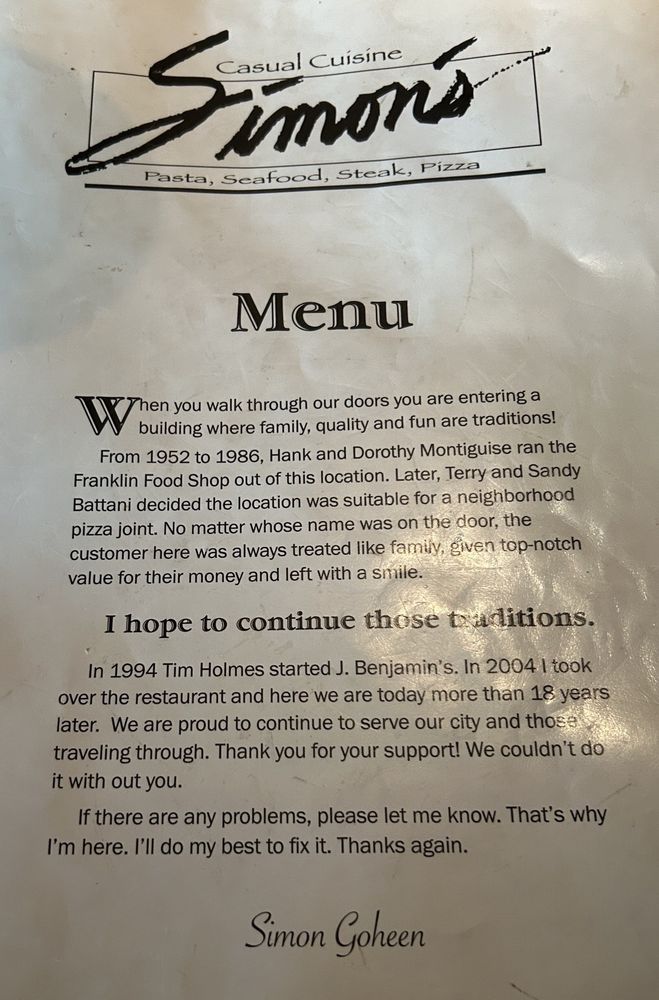 Casual Cuisine
Simon's
Pasta, Seafood, Steak, Pizza
Menu
When you walk through our doors you are entering a
building where family, quality and fun are traditions!
From 1952 to 1986, Hank and Dorothy Montiguise ran the
Franklin Food Shop out of this location. Later, Terry and Sandy
Battani decided the location was suitable for a neighborhood
pizza joint. No matter whose name was on the door, the
customer here was always treated like family, given top-notch
value for their money and left with a smile.
I hope to continue those traditions.
In 1994 Tim Holmes started J. Benjamin's. In 2004 I took
over the restaurant and here we are today more than 18 years
later. We are proud to continue to serve our city and those
traveling through. Thank you for your support! We couldn't do
it with out you.
If there are any problems, please let me know. That's why
I'm here. I'll do my best to fix it. Thanks again.
Simon Goheen